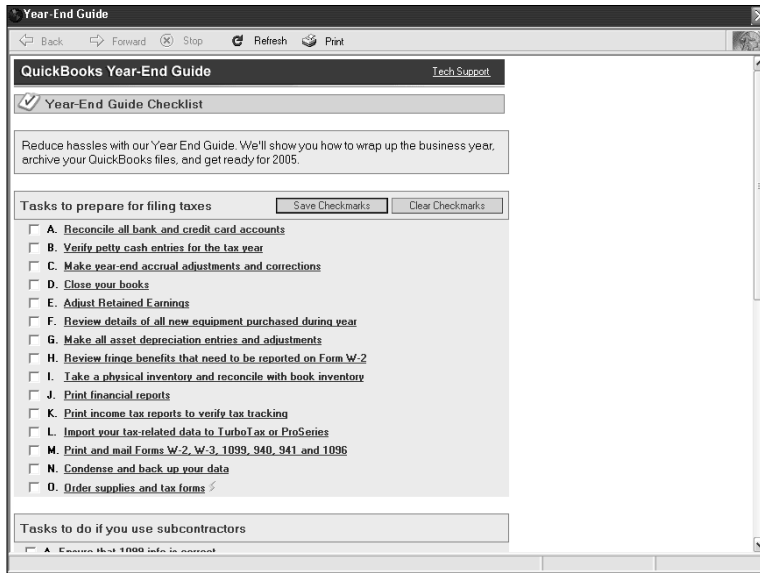 Year-End Guide
Back Forward Stop Refresh Print
QuickBooks Year-End Guide Tech Support
Year-End Guide Checklist
Reduce hassles with our Year End Guide. We'll show you how to wrap up the business year,
archive your QuickBooks files, and get ready for 2005.
Tasks to prepare for filing taxes Save Checkmarks Clear Checkmarks
A. Reconcile all bank and credit card accounts
B. Verify petty cash entries for the tax year
C. Make year-end accrual adjustments and corrections
D. Close your books
E. Adjust Retained Earnings
F. Review details of all new equipment purchased during year
G. Make all asset depreciation entries and adjustments
H. Review fringe benefits that need to be reported on Form W-2
I. Take a physical inventory and reconcile with book inventory
J. Print financial reports
K. Print income tax reports to verify tax tracking
L. Import your tax-related data to TurboTax or ProSeries
M. Print and mail Forms W-2, W-3, 1099, 940, 941 and 1096
N. Condense and back up your data
O. Order supplies and tax forms
Tasks to do if you use subcontractors
A. Ensure that 1099 info is correct